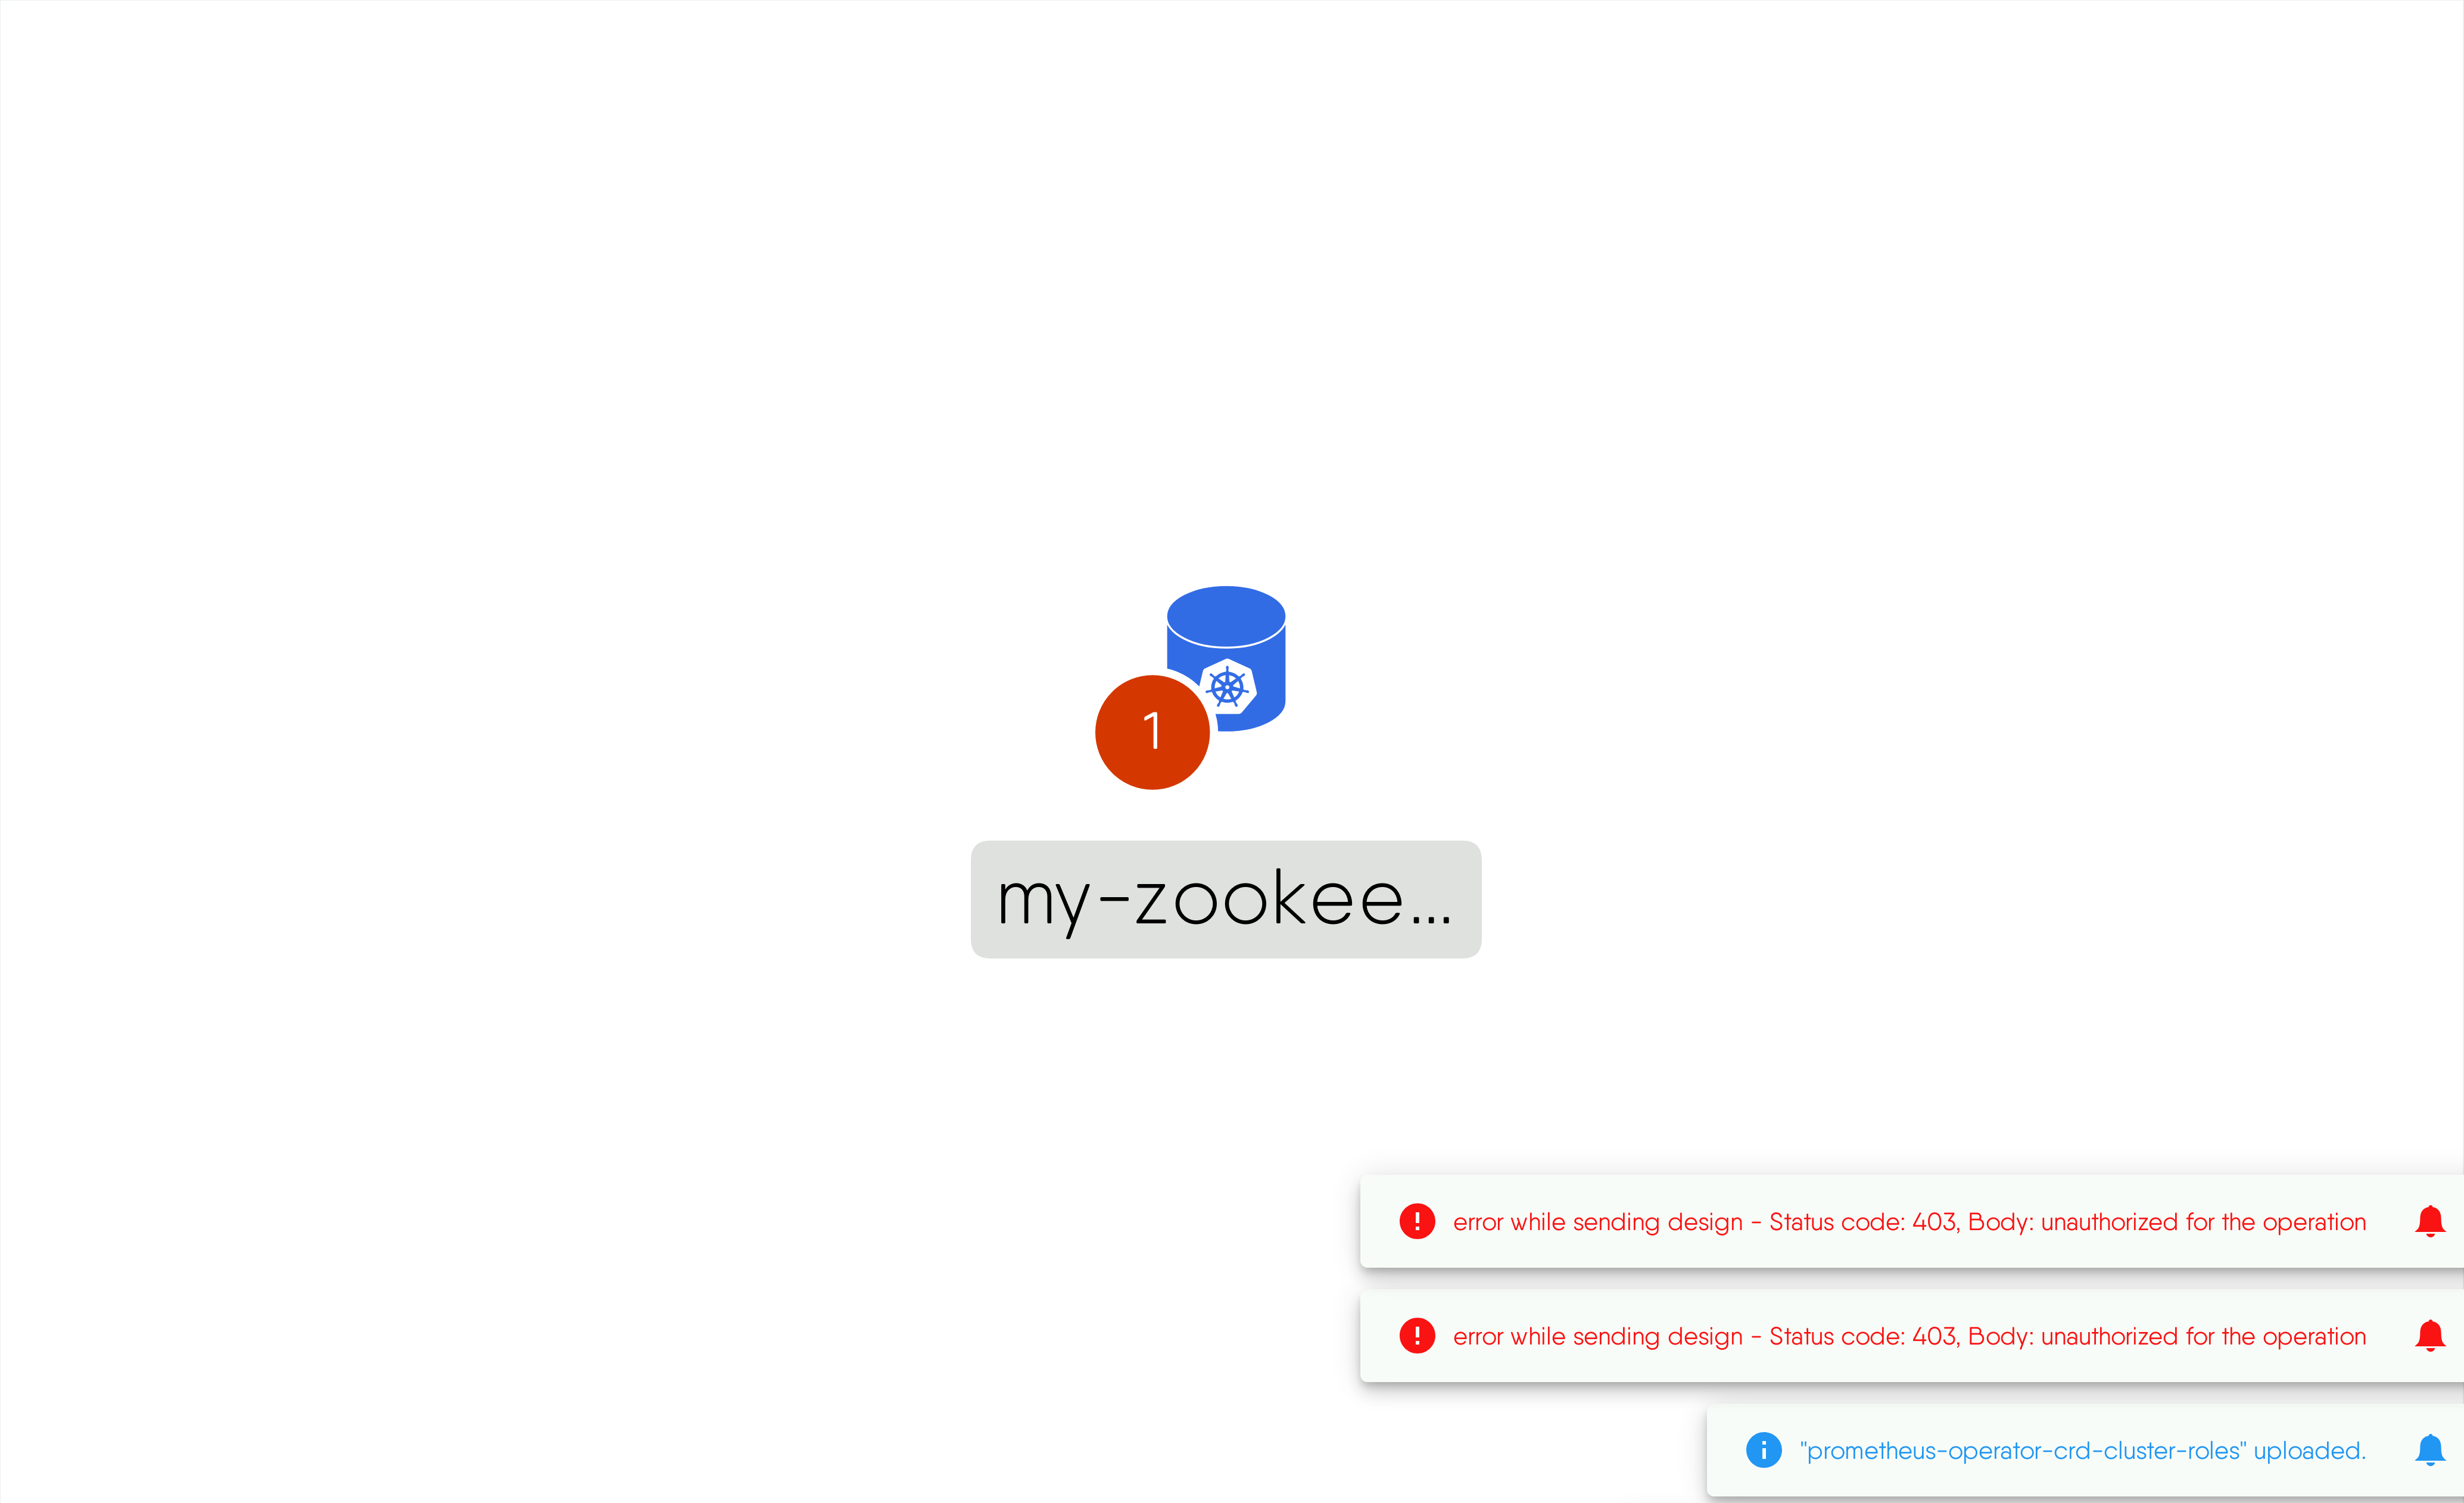 1
my-zookee...
error while sending design - Status code: 403, Body: unauthorized for the operation
error while sending design - Status code: 403, Body: unauthorized for the operation
"prometheus-operator-crd-cluster-roles" uploaded.